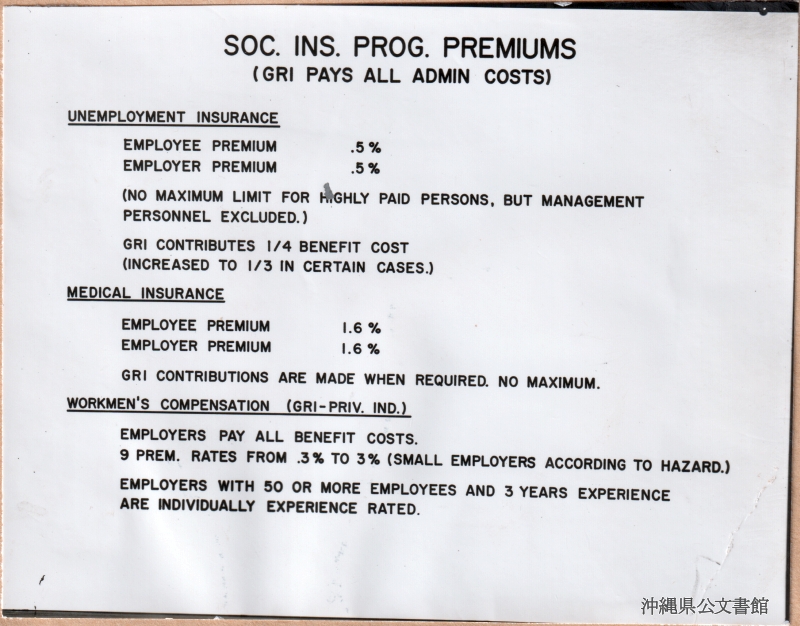 SOC. INS. PROG. PREMIUMS
(GRI PAYS ALL ADMIN COSTS)
UNEMPLOYMENT INSURANCE
EMPLOYEE PREMIUM .5%
EMPLOYER PREMIUM .5%
(NO MAXIMUM LIMIT FOR HIGHLY PAID PERSONS, BUT MANAGEMENT
PERSONNEL EXCLUDED.)
GRI CONTRIBUTES 1/4 BENEFIT COST
(INCREASED TO 1/3 IN CERTAIN CASES.)
MEDICAL INSURANCE
EMPLOYEE PREMIUM 1.6%
EMPLOYER PREMIUM 1.6%
GRI CONTRIBUTIONS ARE MADE WHEN REQUIRED. NO MAXIMUM.
WORKMEN'S COMPENSATION (GRI-PRIV. IND.)
EMPLOYERS PAY ALL BENEFIT COSTS.
9 PREM. RATES FROM .3% TO 3% (SMALL EMPLOYERS ACCORDING TO HAZARD.)
EMPLOYERS WITH 50 OR MORE EMPLOYEES AND 3 YEARS EXPERIENCE
ARE INDIVIDUALLY EXPERIENCE RATED.
沖縄県公文書館